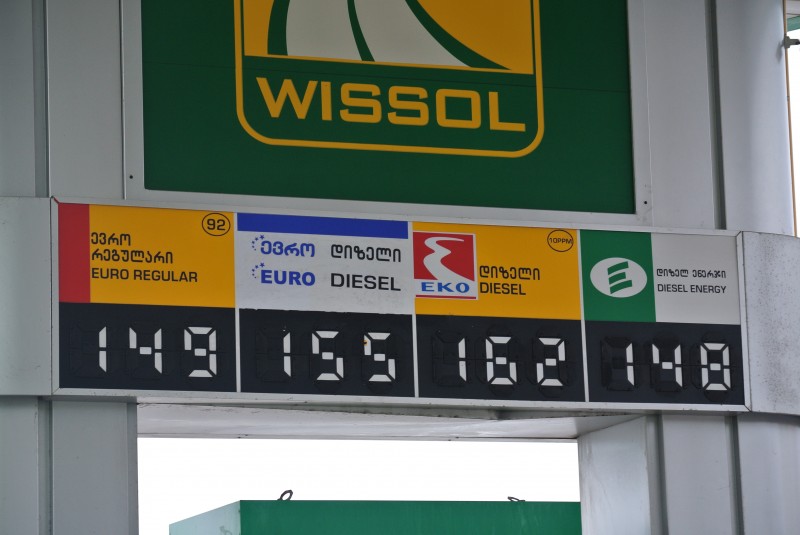 WISSOL
ევრო
რეგულარი
EURO REGULAR
92
ევრო დიზელი
EURO DIESEL
EKO
დიზელი
DIESEL
10PPM
E
დიზელ ენერჯი
DIESEL ENERGY
149
155
162
148